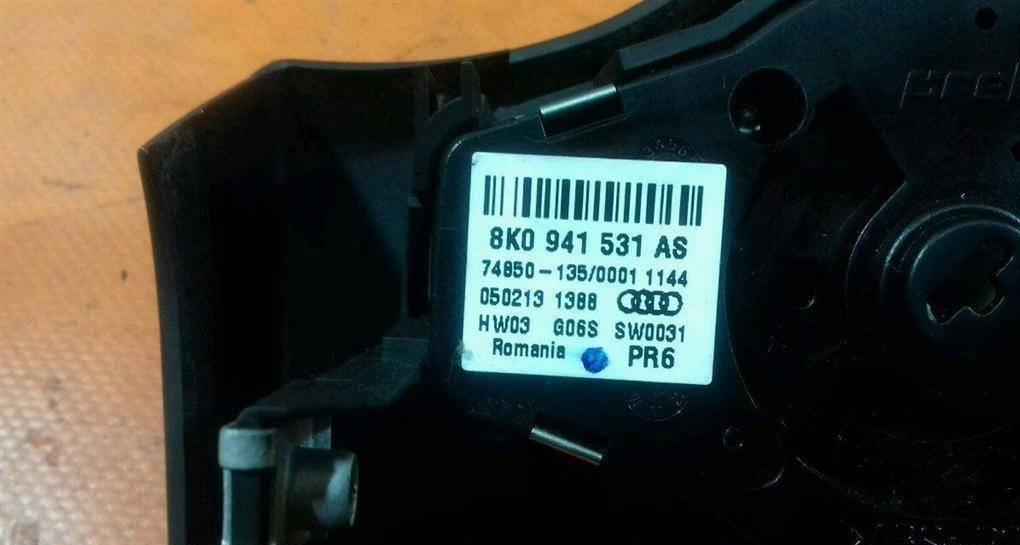 8K0 941 531 AS
74850-135/0001 1144
050213 1388
HW03 G06S SW0031
Romania PR6